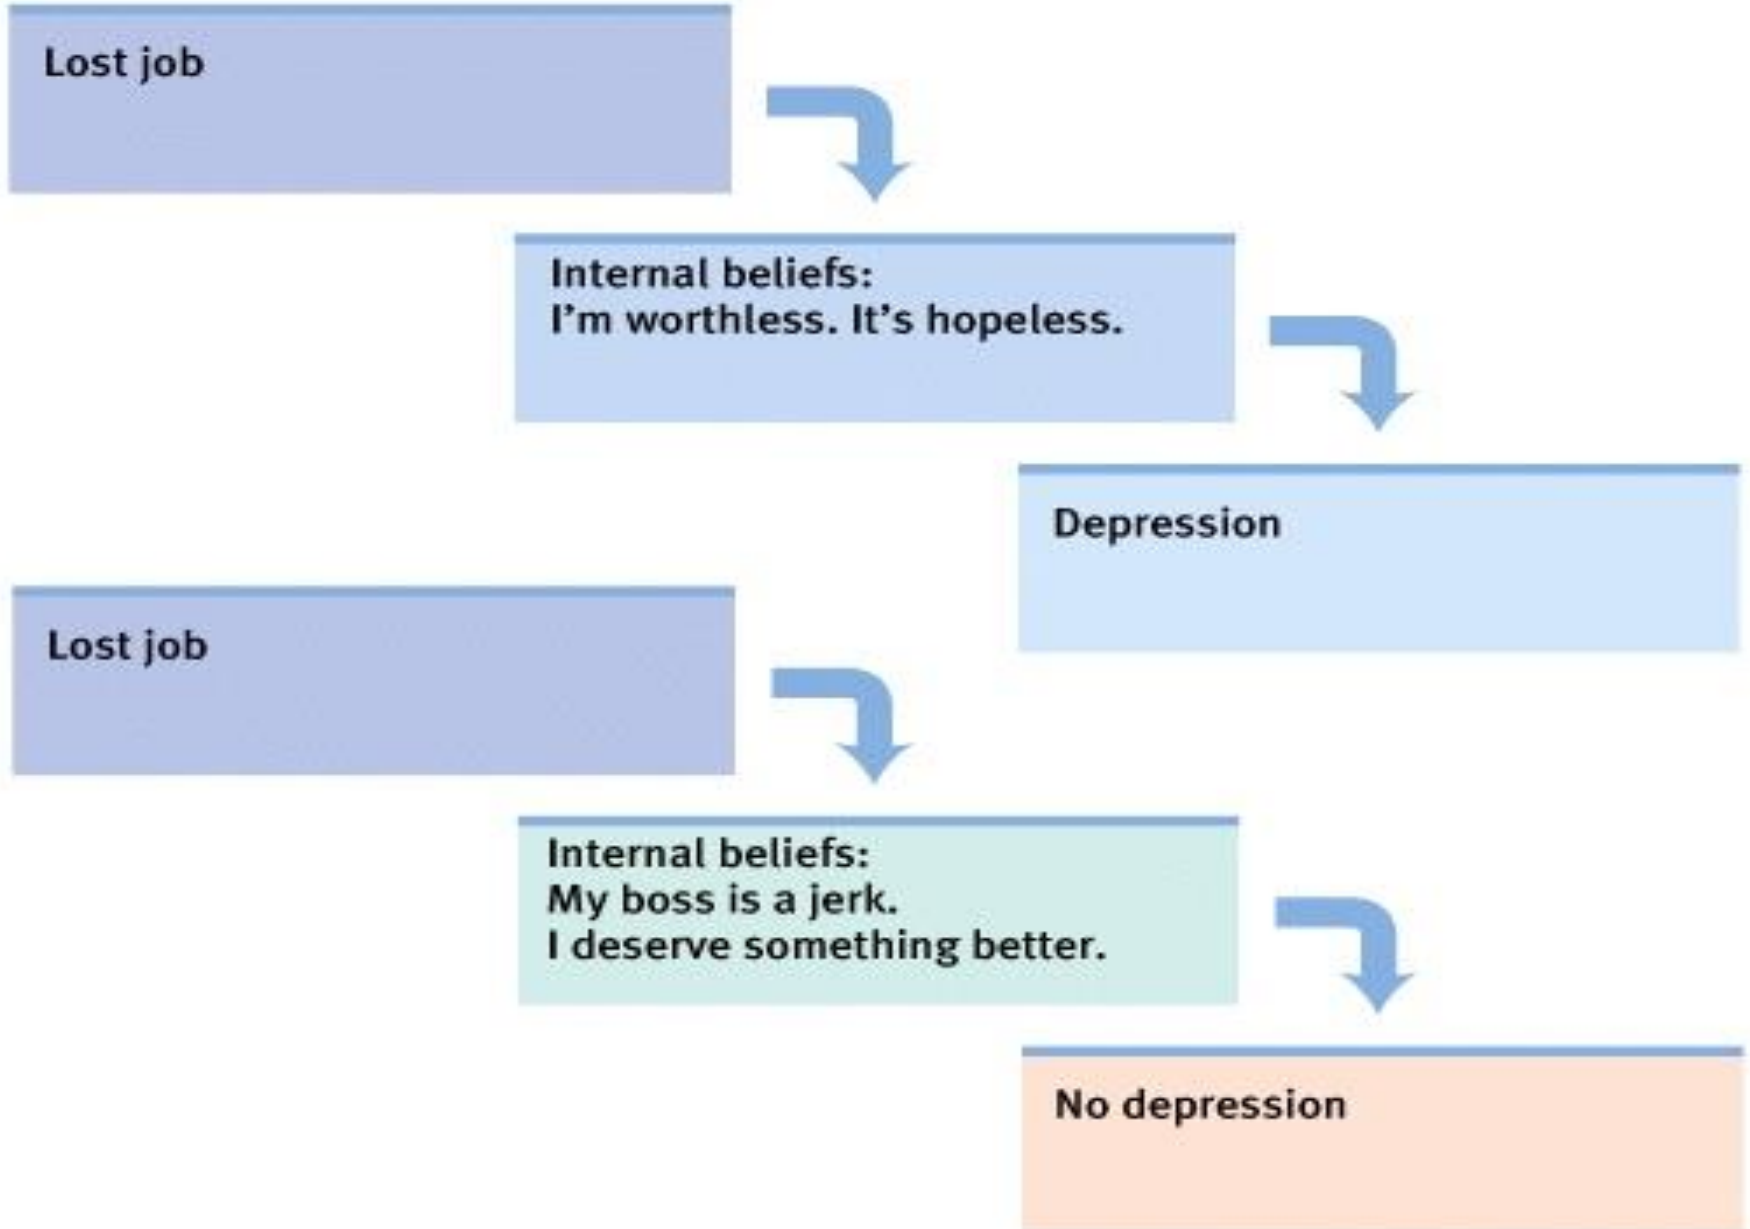 Lost job
Internal beliefs:
I'm worthless. It's hopeless.
Depression
Lost job
Internal beliefs:
My boss is a jerk.
I deserve something better.
No depression